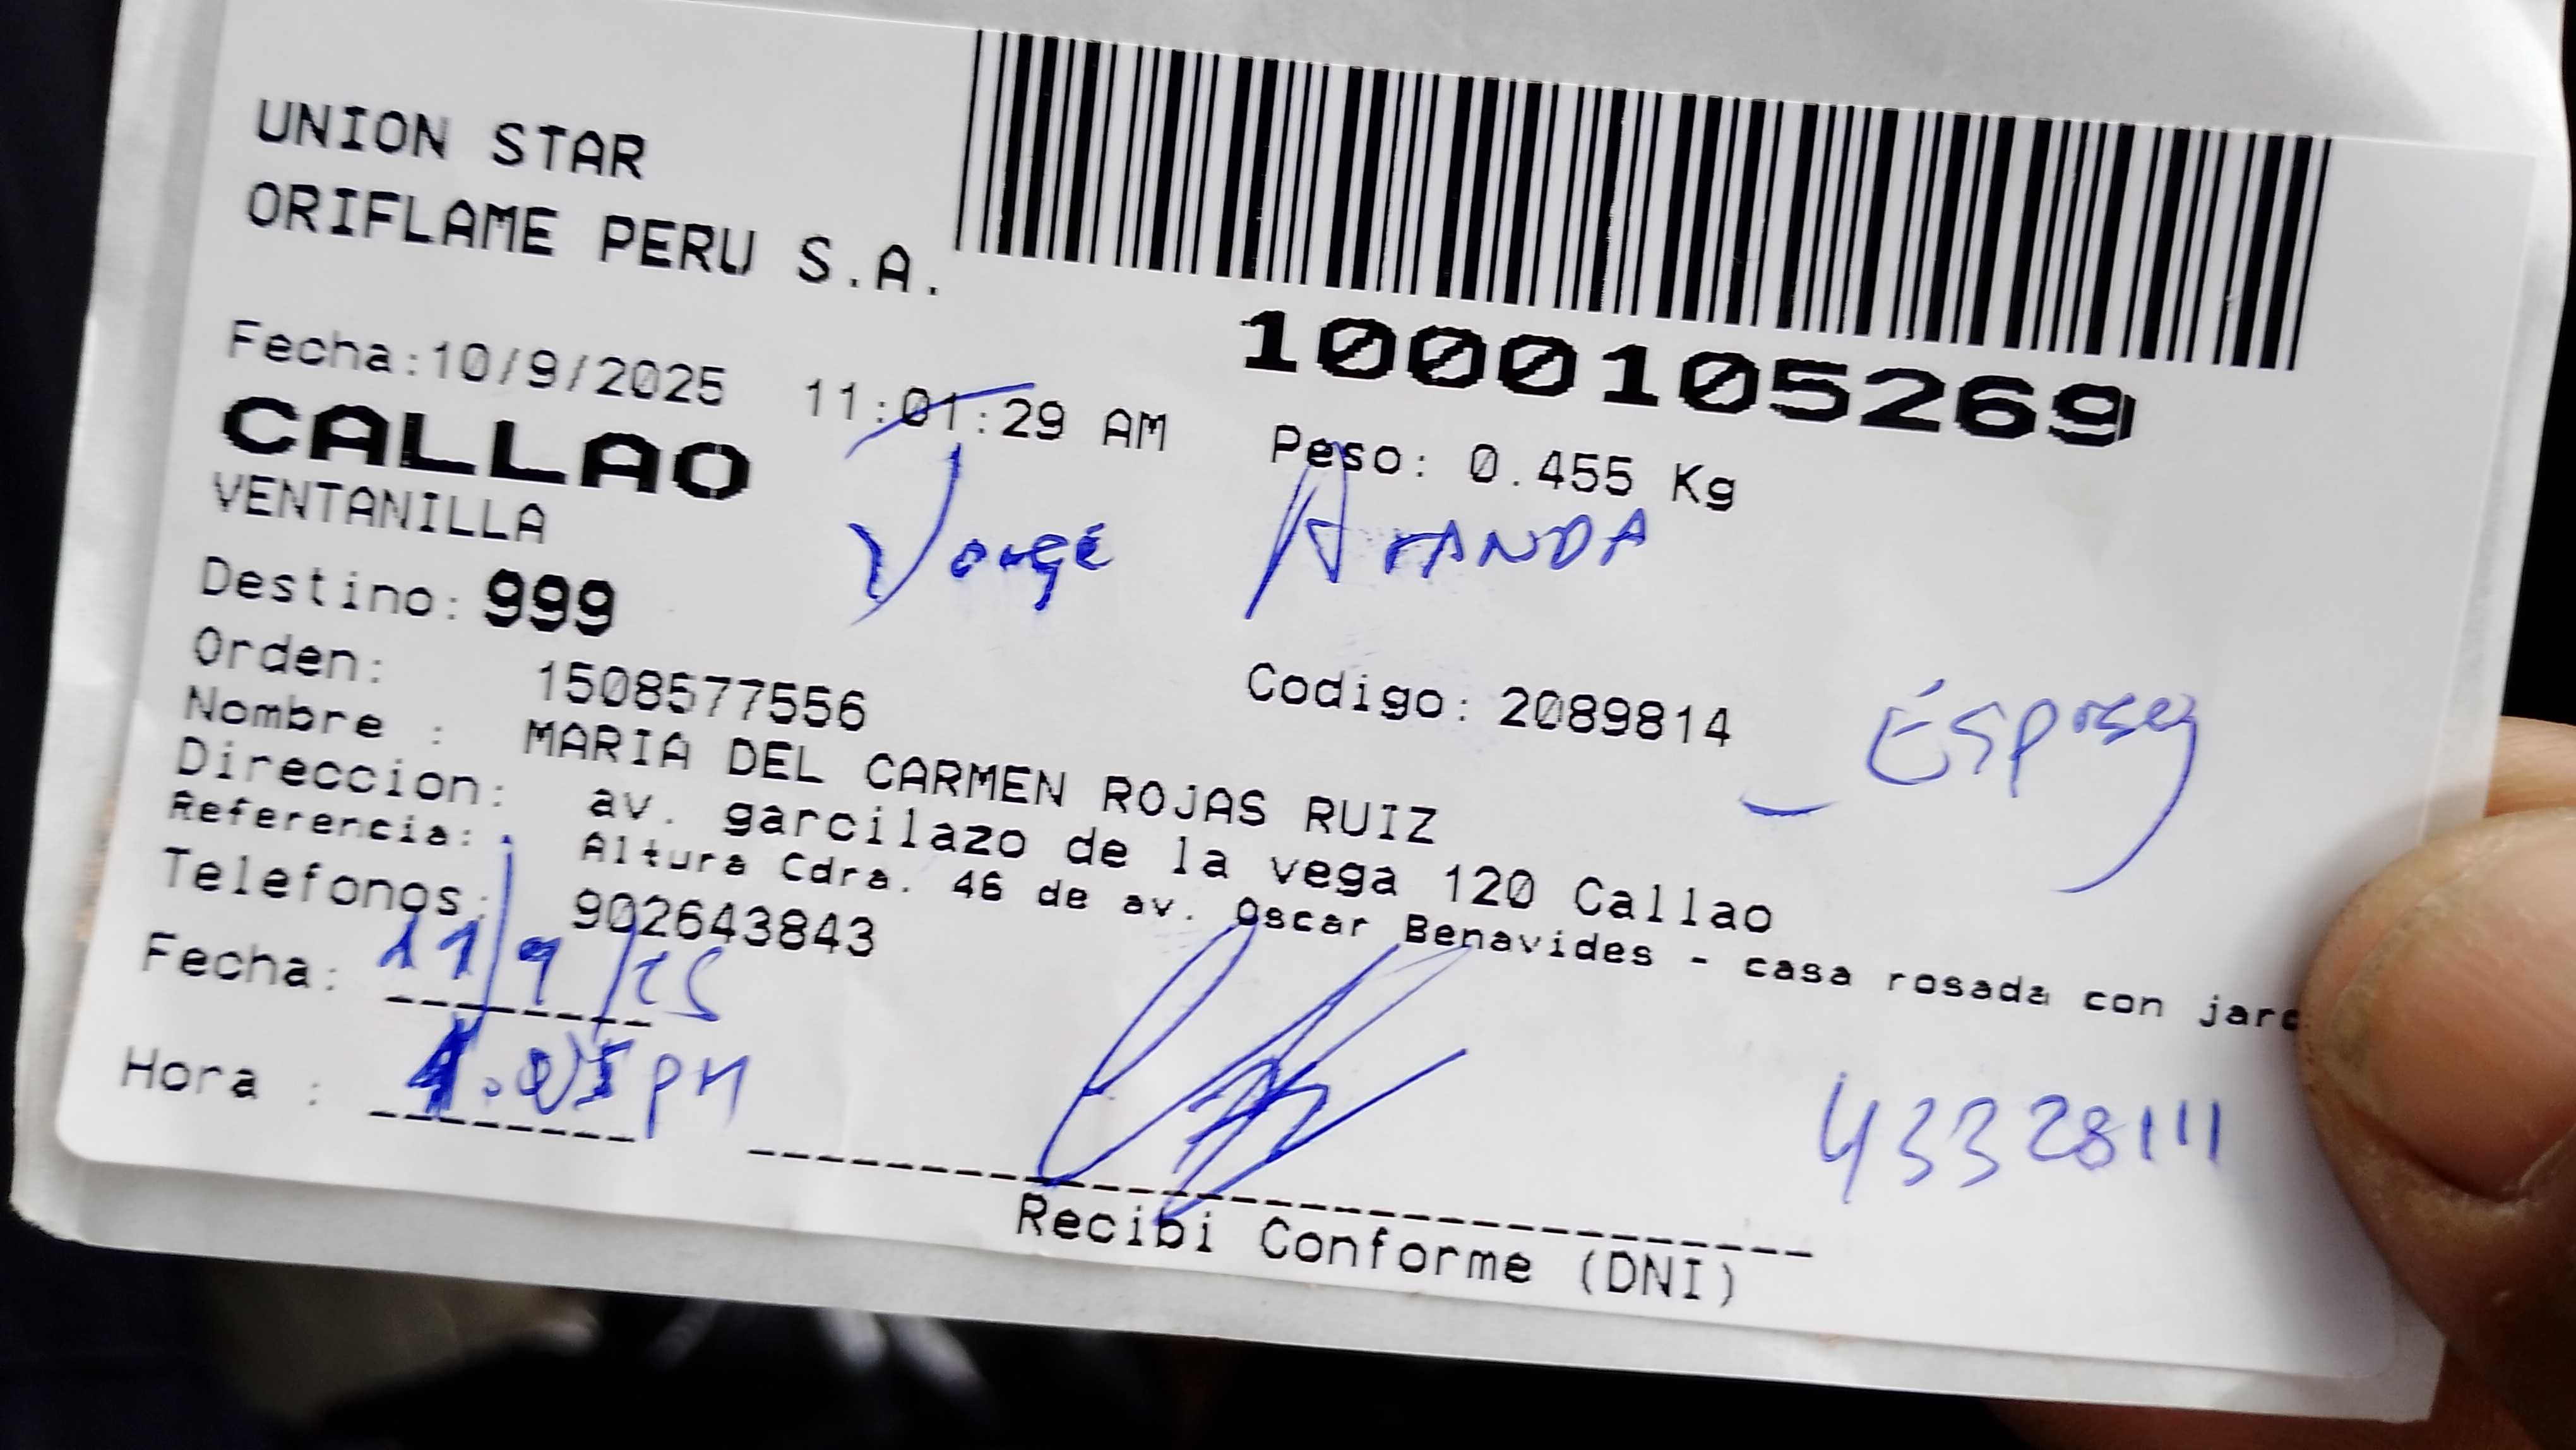 UNION STAR
ORIFLAME PERU S.A.
1000105269
Fecha:10/9/2025 11:01:29 AM Peso: 0.455 Kg
CALLAO
VENTANILLA
Jorge ArANDA
Destino: 999
Orden: 1508577556 Codigo: 2089814
Nombre : MARIA DEL CARMEN ROJAS RUIZ
Direccion: av. garcilazo de la vega 120 Callao
Referencia: Altura Cdra. 46 de av. Oscar Benavides - casa rosada con jard
Telefonos: 902643843
Fecha: 11/9/25
Hora : PM
43328111
Recibi Conforme (DNI)